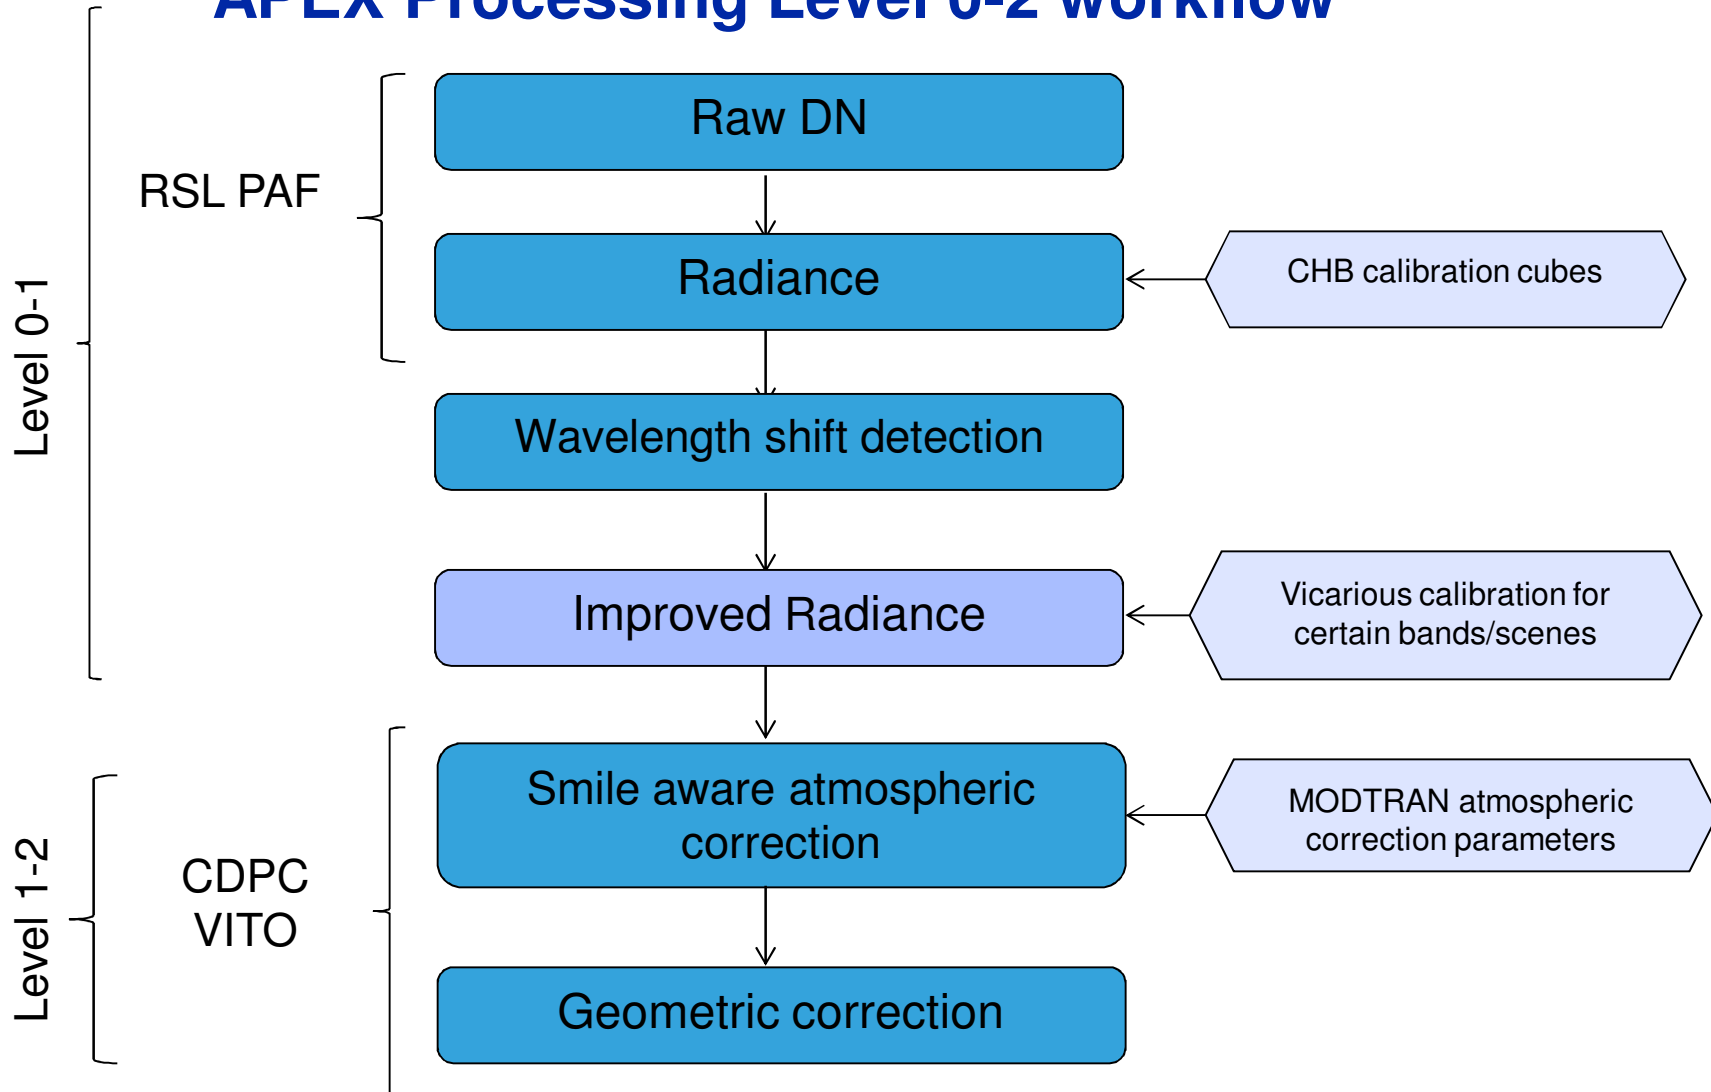 APEX Processing Level 0-2 workflow
Raw DN
RSL PAF
Radiance
CHB calibration cubes
Level 0-1
Wavelength shift detection
Improved Radiance
Vicarious calibration for
certain bands/scenes
Smile aware atmospheric
correction
MODTRAN atmospheric
correction parameters
Level 1-2
CDPC
VITO
Geometric correction